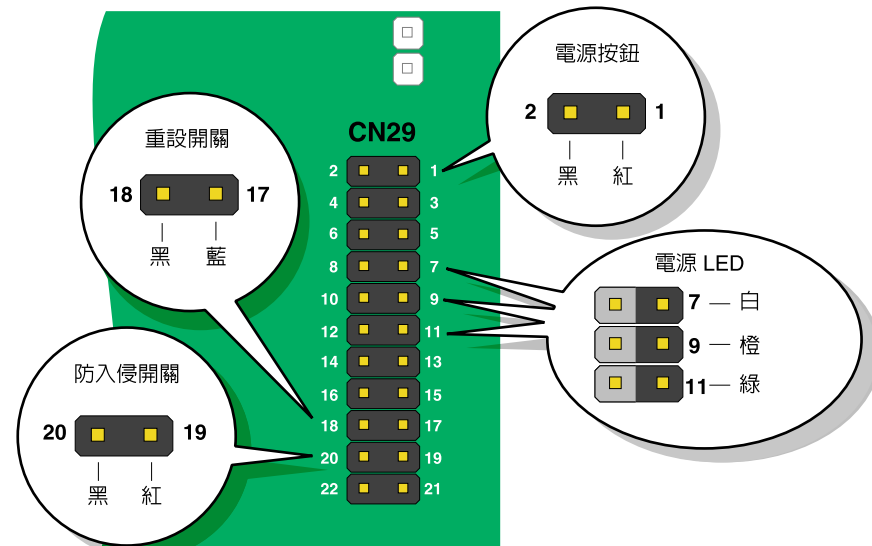 電源按鈕
2 1
黑 紅
重設開關
18 17
黑 藍
CN29
2 1
4 3
6 5
8 7
10 9
12 11
14 13
16 15
18 17
20 19
22 21
電源 LED
7 — 白
9 — 橙
11 — 綠
防入侵開關
20 19
黑 紅